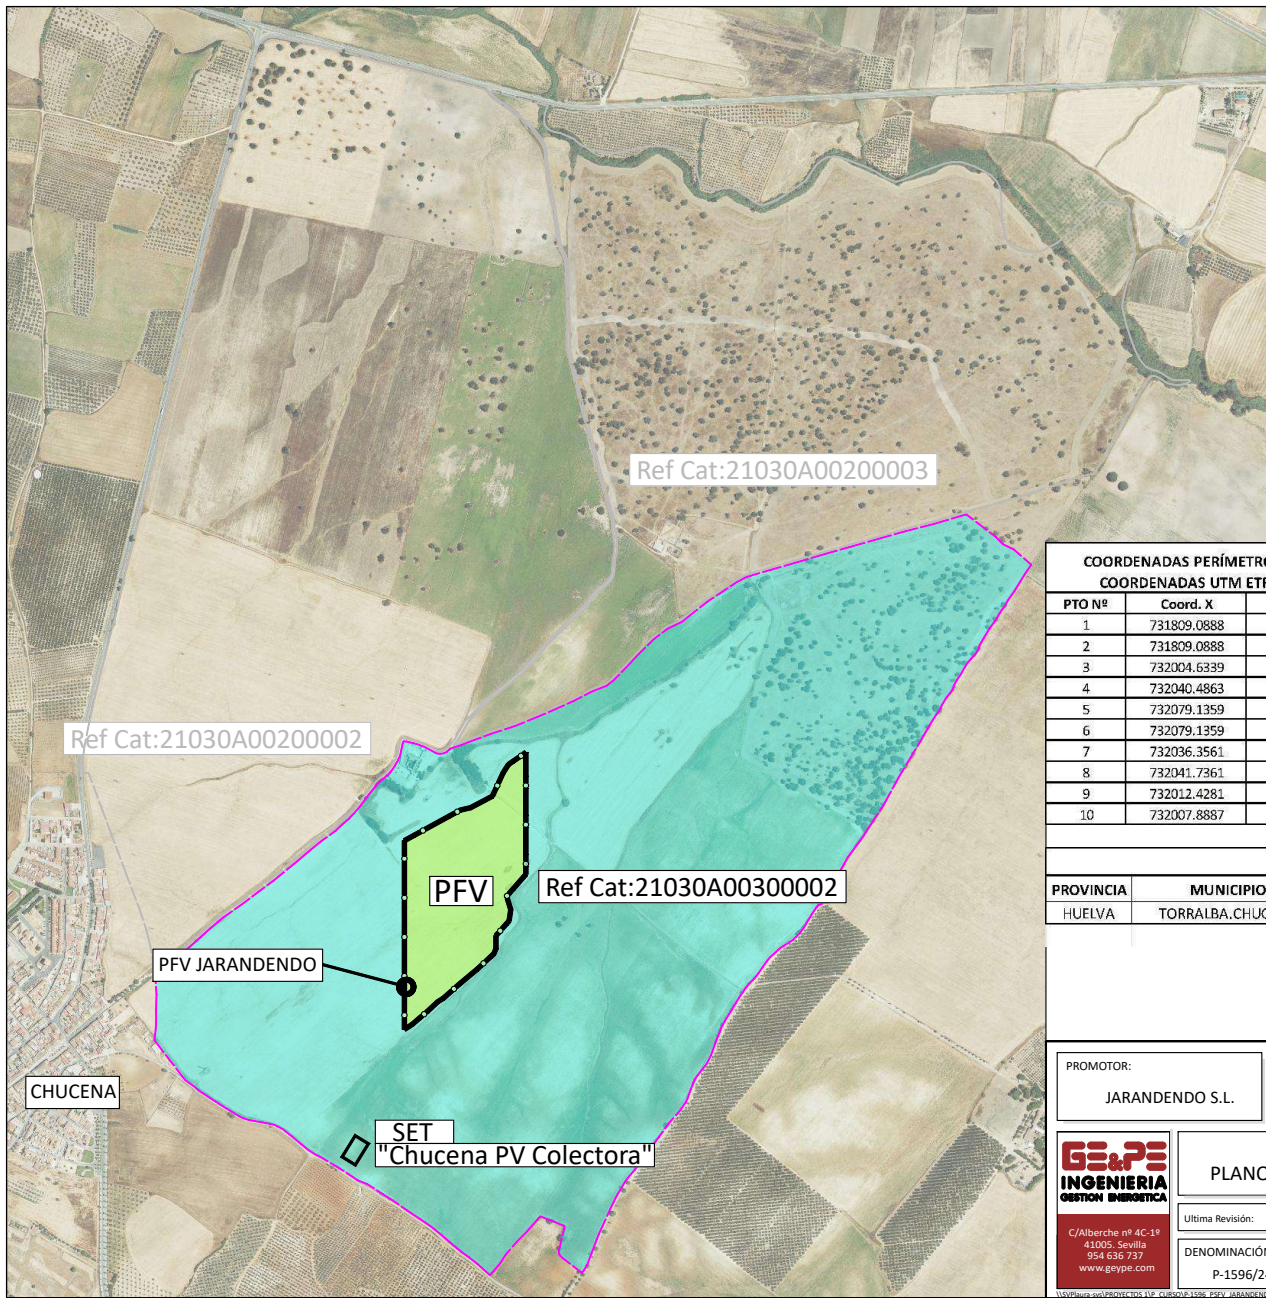 Ref Cat:21030A00200003
Ref Cat:21030A00200002
PFV
Ref Cat:21030A00300002
PFV JARANDENDO
CHUCENA
SET
"Chucena PV Colectora"
COORDENADAS PERÍMETRO
COORDENADAS UTM ETR
PTO Nº Coord. X
1 731809.0888
2 731809.0888
3 732004.6339
4 732040.4863
5 732079.1359
6 732079.1359
7 732036.3561
8 732041.7361
9 732012.4281
10 732007.8887
PROVINCIA MUNICIPIO
HUELVA TORRALBA.CHUC
PROMOTOR:
JARANDENDO S.L.
GE&PE
INGENIERIA
GESTION ENERGETICA
C/Alberche nº 4C-1º
41005. Sevilla
954 636 737
www.geype.com
PLANO
Ultima Revisión:
DENOMINACIÓN
P-1596/2